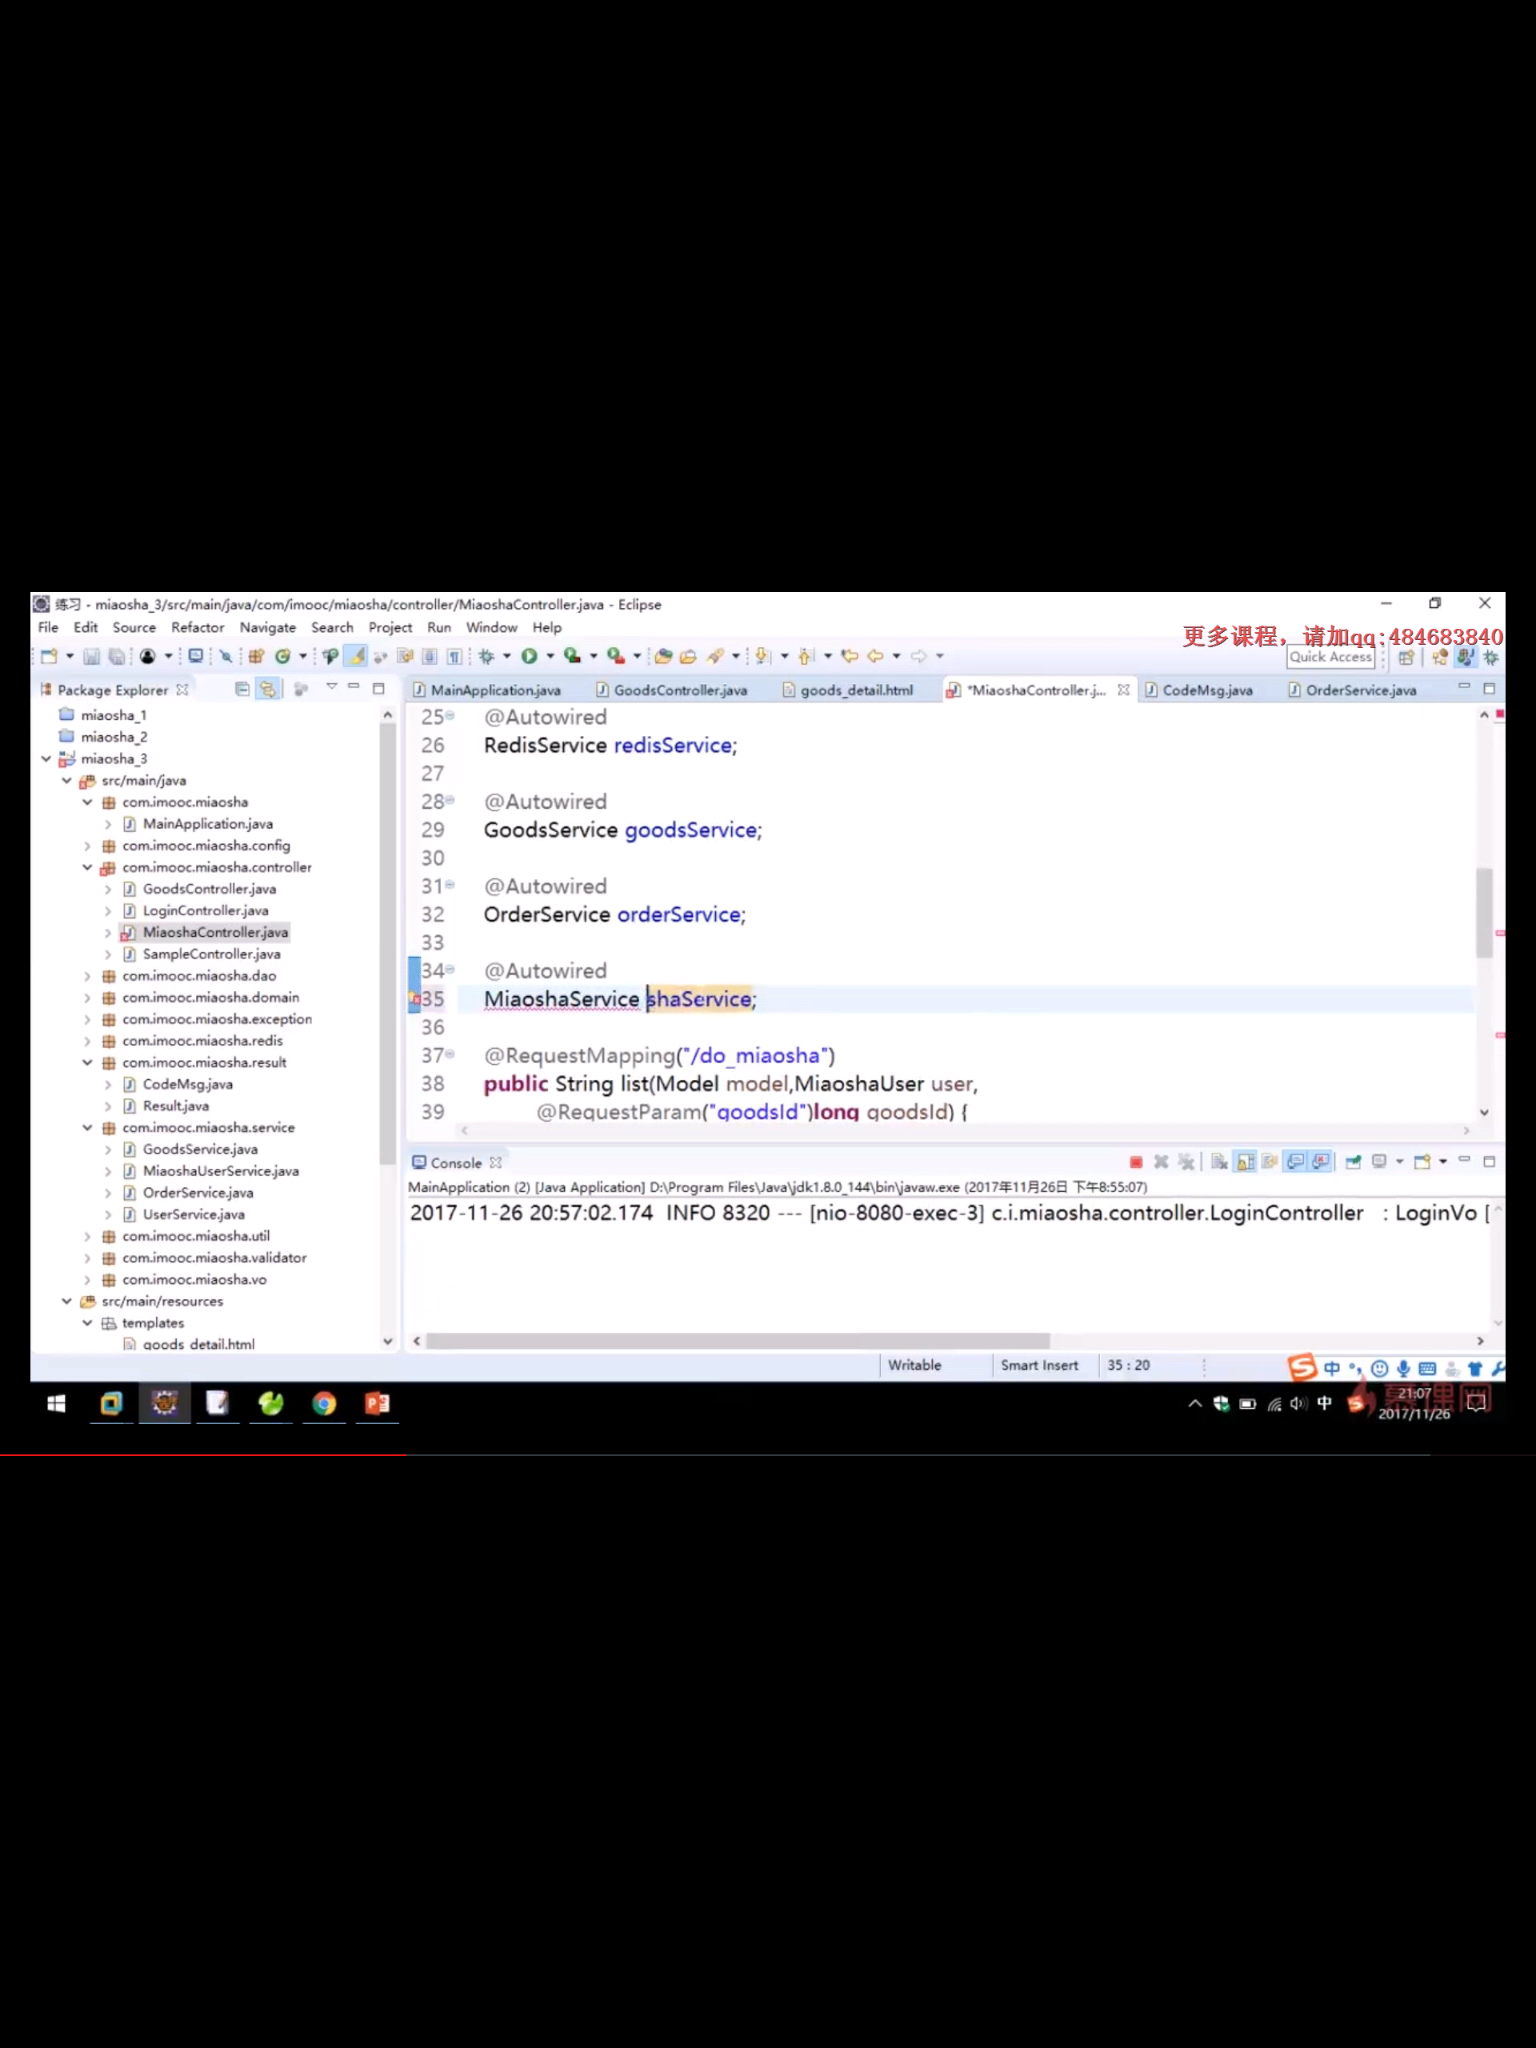 练习 - miaosha_3/src/main/java/com/imooc/miaosha/controller/MiaoshaController.java - Eclipse
File Edit Source Refactor Navigate Search Project Run Window Help
更多课程，请加qq:484683840
Quick Access
Package Explorer
miaosha_1
miaosha_2
miaosha_3
src/main/java
com.imooc.miaosha
MainApplication.java
com.imooc.miaosha.config
com.imooc.miaosha.controller
GoodsController.java
LoginController.java
MiaoshaController.java
SampleController.java
com.imooc.miaosha.dao
com.imooc.miaosha.domain
com.imooc.miaosha.exception
com.imooc.miaosha.redis
com.imooc.miaosha.result
CodeMsg.java
Result.java
com.imooc.miaosha.service
GoodsService.java
MiaoshaUserService.java
OrderService.java
UserService.java
com.imooc.miaosha.util
com.imooc.miaosha.validator
com.imooc.miaosha.vo
src/main/resources
templates
goods_detail.html
MainApplication.java GoodsController.java goods_detail.html *MiaoshaController.j... CodeMsg.java OrderService.java
25 @Autowired
26 RedisService redisService;
27
28 @Autowired
29 GoodsService goodsService;
30
31 @Autowired
32 OrderService orderService;
33
34 @Autowired
35 MiaoshaService shaService;
36
37 @RequestMapping("/do_miaosha")
38 public String list(Model model,MiaoshaUser user,
39 @RequestParam("goodsId")long goodsId) {
Console
MainApplication (2) [Java Application] D:\Program Files\Java\jdk1.8.0_144\bin\javaw.exe (2017年11月26日 下午8:55:07)
2017-11-26 20:57:02.174 INFO 8320 --- [nio-8080-exec-3] c.i.miaosha.controller.LoginController : LoginVo [
Writable Smart Insert 35 : 20
中
中
慕课网
21:07
2017/11/26